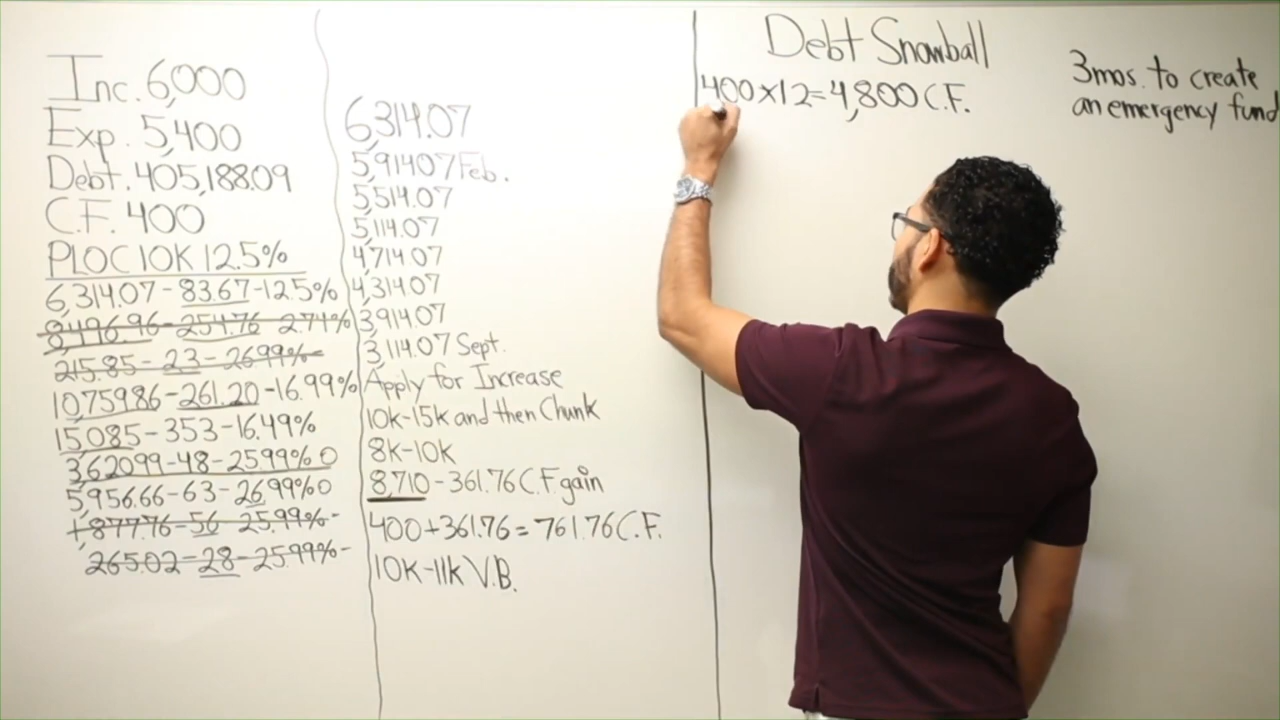 Inc. 6,000
Exp. 5,400
Debt. 405,188.09
C.F. 400
PLOC 10K 12.5%
6,314.07-83.67-12.5%
8,496.96-254.76-2.74%
215.85-23-26.99%
10,759.86-261.20-16.99%
15,085-353-16.49%
3,620.99-48-25.99% 0
5,956.66-63-26.99% 0
1,877.76-56-25.99%-
265.02-28-25.99%-
6,314.07
5,914.07 Feb.
5,514.07
5,114.07
4,714.07
4,314.07
3,914.07
3,114.07 Sept.
Apply for Increase
10k-15k and then Chunk
8k-10k
8,710-361.76 C.F gain
400+361.76=761.76 C.F.
10k-11k V.B.
Debt Snowball
400x12=4,800 C.F.
3mos. to create
an emergency fund